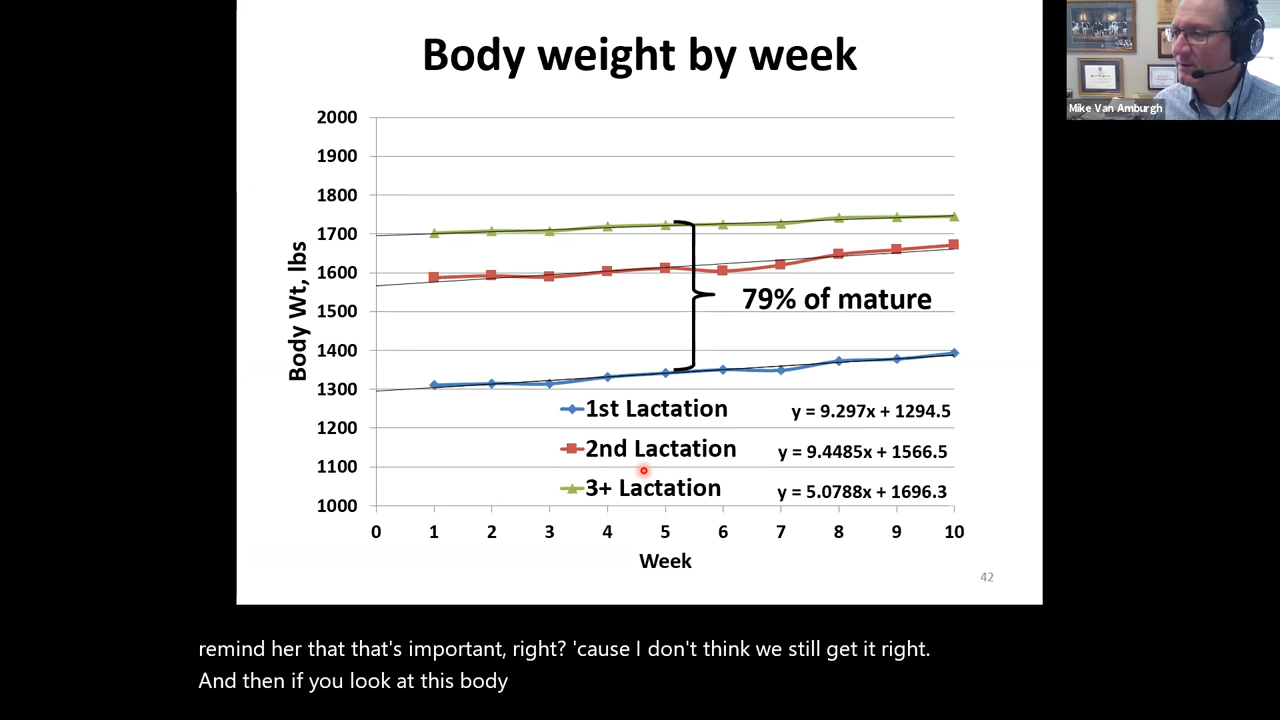 Body weight by week
Mike Van Amburgh
2000
1900
1800
1700
1600
1500
1400
1300
1200
1100
1000
Body Wt, lbs
79% of mature
1st Lactation
y = 9.297x + 1294.5
2nd Lactation
y = 9.4485x + 1566.5
3+ Lactation
y = 5.0788x + 1696.3
0 1 2 3 4 5 6 7 8 9 10
Week
42
remind her that that's important, right? 'cause I don't think we still get it right.
And then if you look at this body